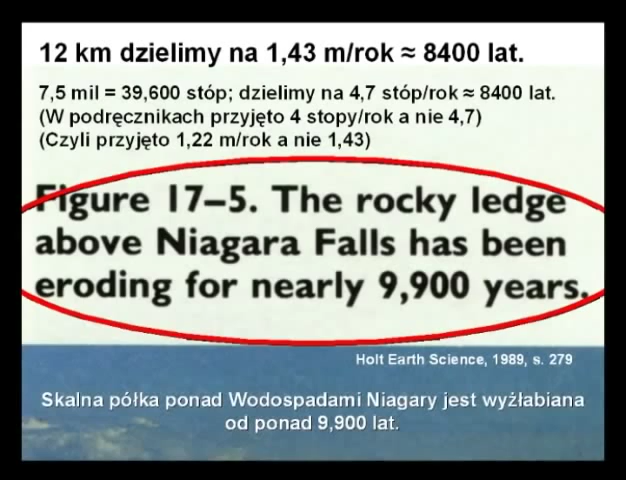 12 km dzielimy na 1,43 m/rok ≈ 8400 lat.
7,5 mil = 39,600 stóp; dzielimy na 4,7 stóp/rok ≈ 8400 lat.
(W podręcznikach przyjęto 4 stopy/rok a nie 4,7)
(Czyli przyjęto 1,22 m/rok a nie 1,43)
Figure 17–5. The rocky ledge
above Niagara Falls has been
eroding for nearly 9,900 years.
Holt Earth Science, 1989, s. 279
Skalna półka ponad Wodospadami Niagary jest wyżłabiana
od ponad 9,900 lat.